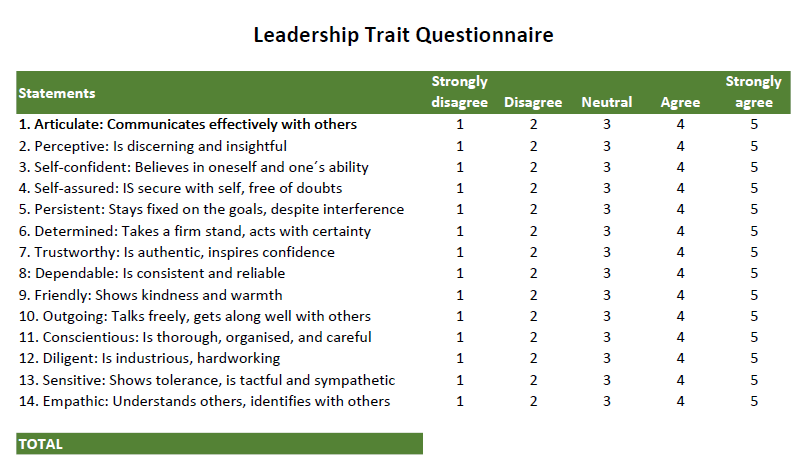 Leadership Trait Questionnaire
Statements Strongly disagree Disagree Neutral Agree Strongly agree
1. Articulate: Communicates effectively with others 1 2 3 4 5
2. Perceptive: Is discerning and insightful 1 2 3 4 5
3. Self-confident: Believes in oneself and one´s ability 1 2 3 4 5
4. Self-assured: IS secure with self, free of doubts 1 2 3 4 5
5. Persistent: Stays fixed on the goals, despite interference 1 2 3 4 5
6. Determined: Takes a firm stand, acts with certainty 1 2 3 4 5
7. Trustworthy: Is authentic, inspires confidence 1 2 3 4 5
8: Dependable: Is consistent and reliable 1 2 3 4 5
9. Friendly: Shows kindness and warmth 1 2 3 4 5
10. Outgoing: Talks freely, gets along well with others 1 2 3 4 5
11. Conscientious: Is thorough, organised, and careful 1 2 3 4 5
12. Diligent: Is industrious, hardworking 1 2 3 4 5
13. Sensitive: Shows tolerance, is tactful and sympathetic 1 2 3 4 5
14. Empathic: Understands others, identifies with others 1 2 3 4 5
TOTAL